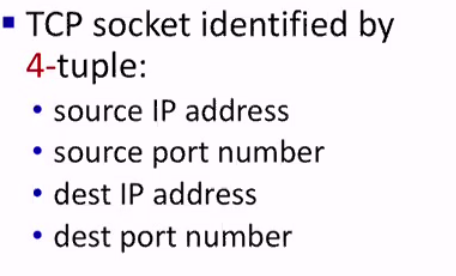 ▪ TCP socket identified by
4-tuple:
• source IP address
• source port number
• dest IP address
• dest port number